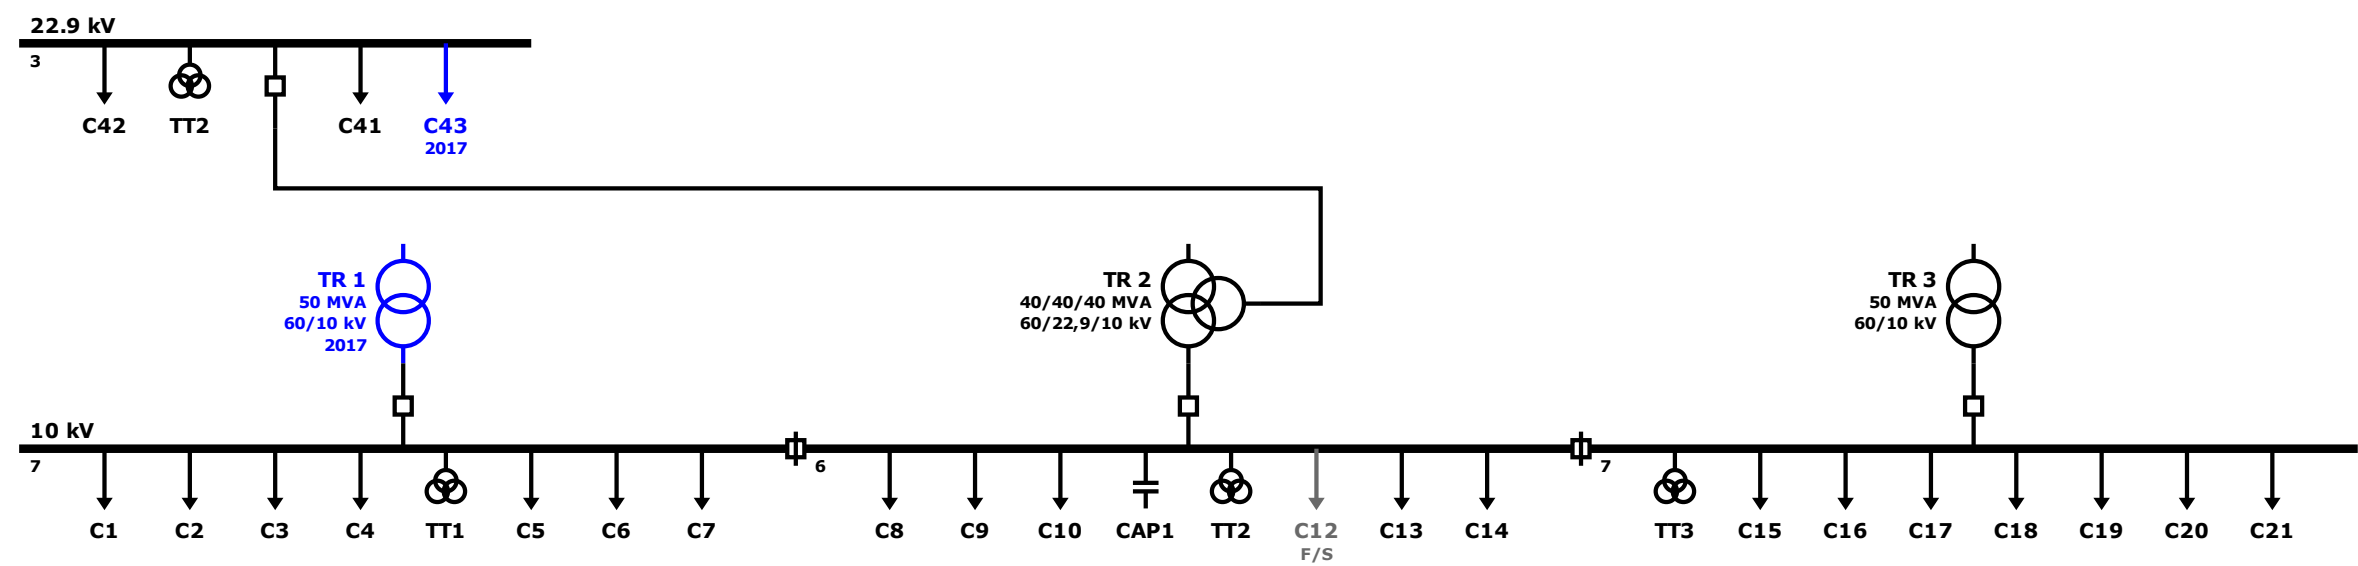 22.9 kV
3
C42
TT2
C41
C43
2017
TR 1
50 MVA
60/10 kV
2017
TR 2
40/40/40 MVA
60/22,9/10 kV
TR 3
50 MVA
60/10 kV
10 kV
7
6
7
C1
C2
C3
C4
TT1
C5
C6
C7
C8
C9
C10
CAP1
TT2
C12
F/S
C13
C14
TT3
C15
C16
C17
C18
C19
C20
C21